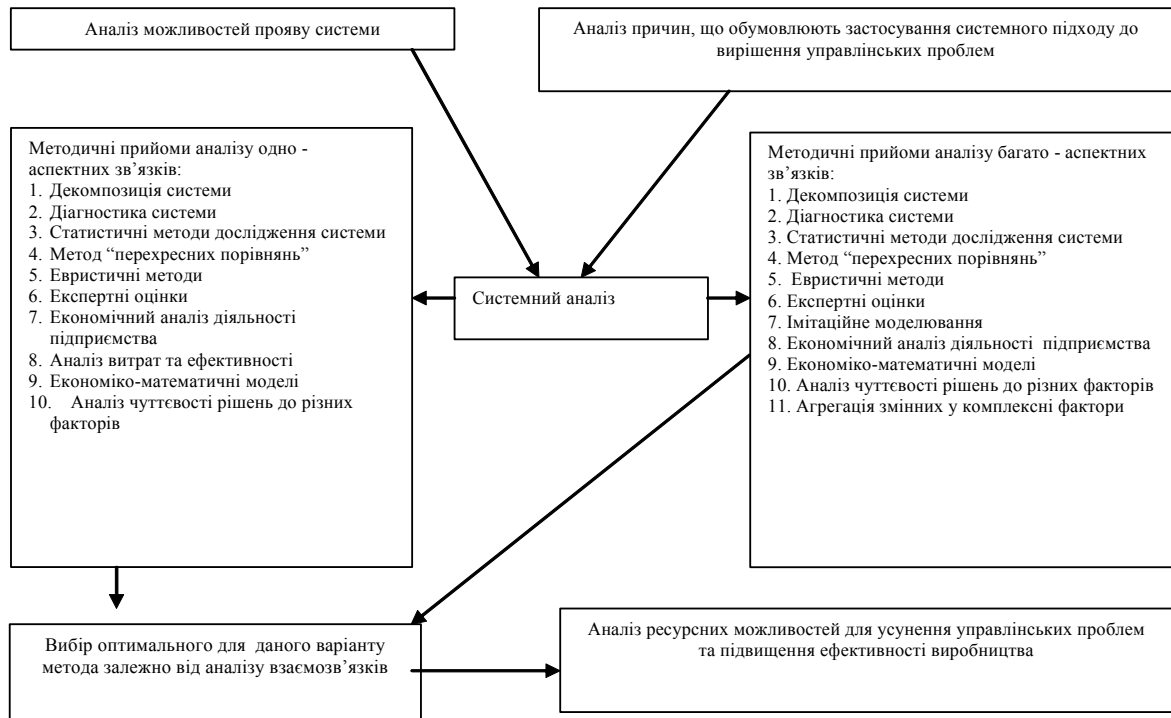 Аналіз можливостей прояву системи
Аналіз причин, що обумовлюють застосування системного підходу до
вирішення управлінських проблем
Методичні прийоми аналізу одно -
аспектних зв’язків:
1. Декомпозиція системи
2. Діагностика системи
3. Статистичні методи дослідження системи
4. Метод “перехресних порівнянь”
5. Евристичні методи
6. Експертні оцінки
7. Економічний аналіз діяльності
підприємства
8. Аналіз витрат та ефективності
9. Економіко-математичні моделі
10. Аналіз чуттєвості рішень до різних
факторів
Системний аналіз
Методичні прийоми аналізу багато - аспектних
зв’язків:
1. Декомпозиція системи
2. Діагностика системи
3. Статистичні методи дослідження системи
4. Метод “перехресних порівнянь”
5. Евристичні методи
6. Експертні оцінки
7. Імітаційне моделювання
8. Економічний аналіз діяльності підприємства
9. Економіко-математичні моделі
10. Аналіз чуттєвості рішень до різних факторів
11. Агрегація змінних у комплексні фактори
Вибір оптимального для даного варіанту
метода залежно від аналізу взаємозв’язків
Аналіз ресурсних можливостей для усунення управлінських проблем
та підвищення ефективності виробництва